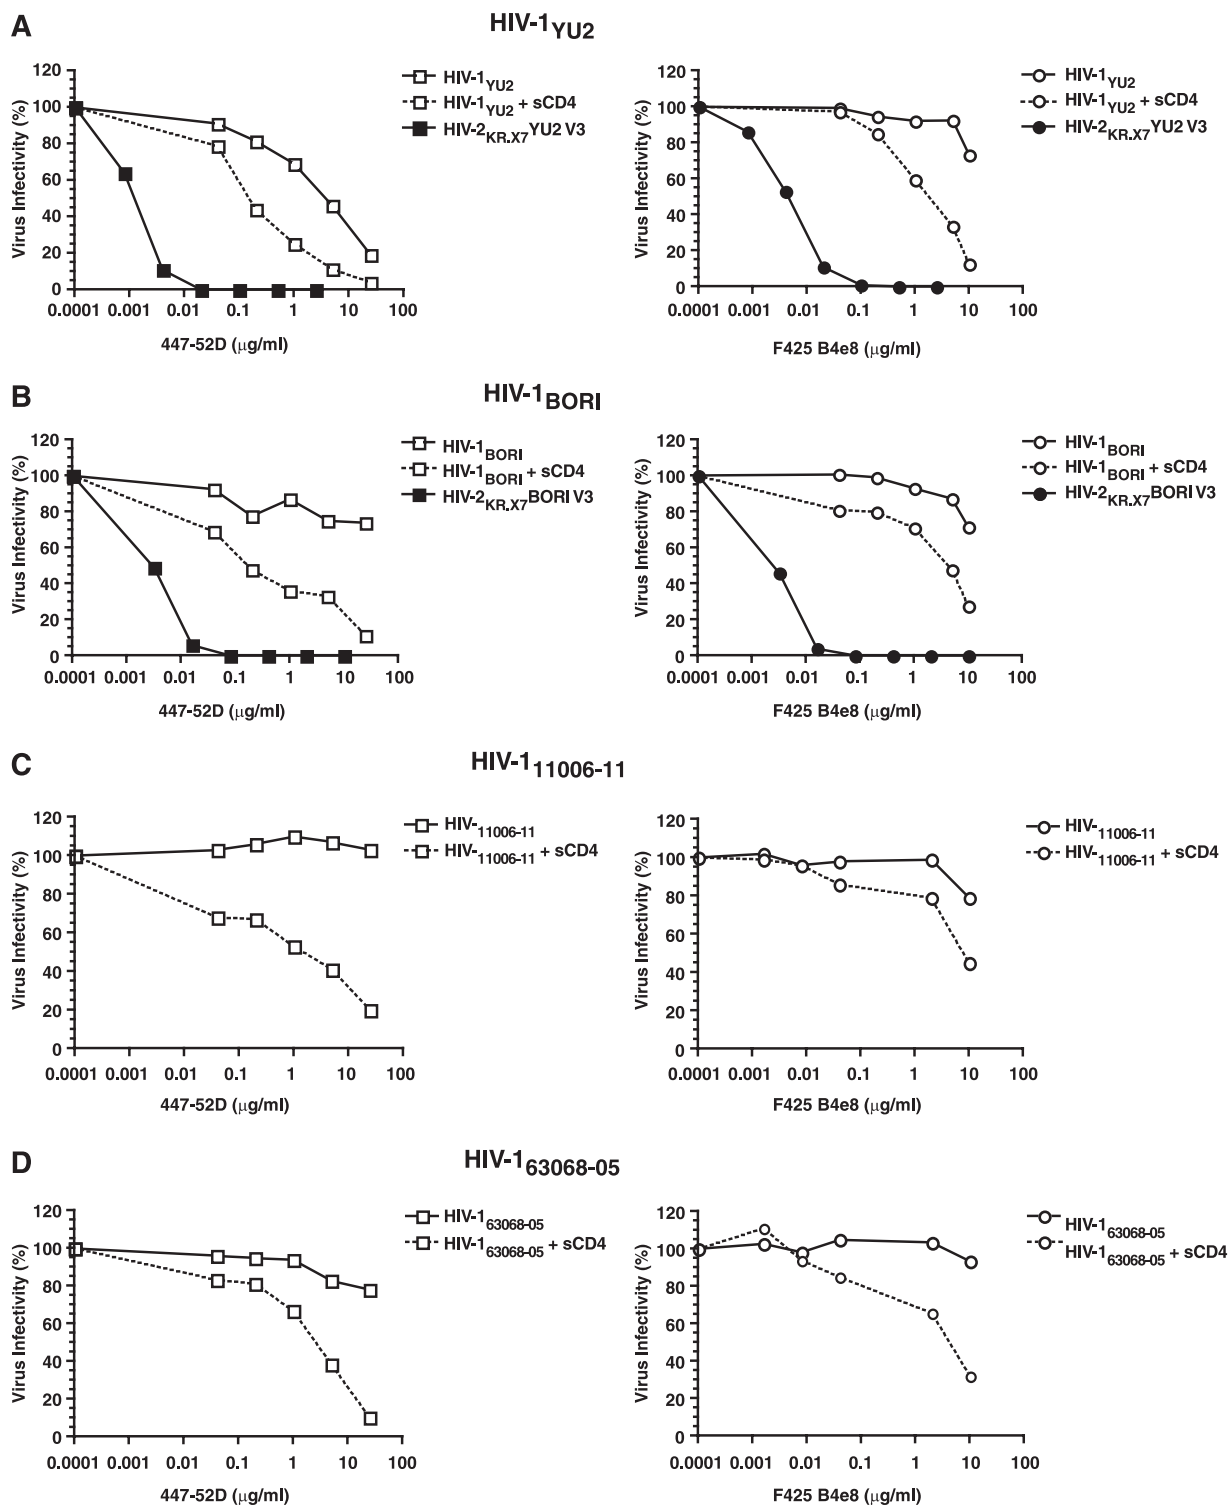 A
HIV-1YU2
120
100
80
60
40
20
0
Virus Infectivity (%)
0.0001 0.001 0.01 0.1 1 10 100
447-52D (μg/ml)
HIV-1YU2
HIV-1YU2 + sCD4
HIV-2KR.X7YU2 V3
120
100
80
60
40
20
0
Virus Infectivity (%)
0.0001 0.001 0.01 0.1 1 10 100
F425 B4e8 (μg/ml)
HIV-1YU2
HIV-1YU2 + sCD4
HIV-2KR.X7YU2 V3
B
HIV-1BORI
120
100
80
60
40
20
0
Virus Infectivity (%)
0.0001 0.001 0.01 0.1 1 10 100
447-52D (μg/ml)
HIV-1BORI
HIV-1BORI + sCD4
HIV-2KR.X7BORI V3
120
100
80
60
40
20
0
Virus Infectivity (%)
0.0001 0.001 0.01 0.1 1 10 100
F425 B4e8 (μg/ml)
HIV-1BORI
HIV-1BORI + sCD4
HIV-2KR.X7BORI V3
C
HIV-111006-11
120
100
80
60
40
20
0
Virus Infectivity (%)
0.0001 0.001 0.01 0.1 1 10 100
447-52D (μg/ml)
HIV-11006-11
HIV-11006-11 + sCD4
120
100
80
60
40
20
0
Virus Infectivity (%)
0.0001 0.001 0.01 0.1 1 10 100
F425 B4e8 (μg/ml)
HIV-11006-11
HIV-11006-11 + sCD4
D
HIV-163068-05
120
100
80
60
40
20
0
Virus Infectivity (%)
0.0001 0.001 0.01 0.1 1 10 100
447-52D (μg/ml)
HIV-163068-05
HIV-163068-05 + sCD4
120
100
80
60
40
20
0
Virus Infectivity (%)
0.0001 0.001 0.01 0.1 1 10 100
F425 B4e8 (μg/ml)
HIV-163068-05
HIV-163068-05 + sCD4